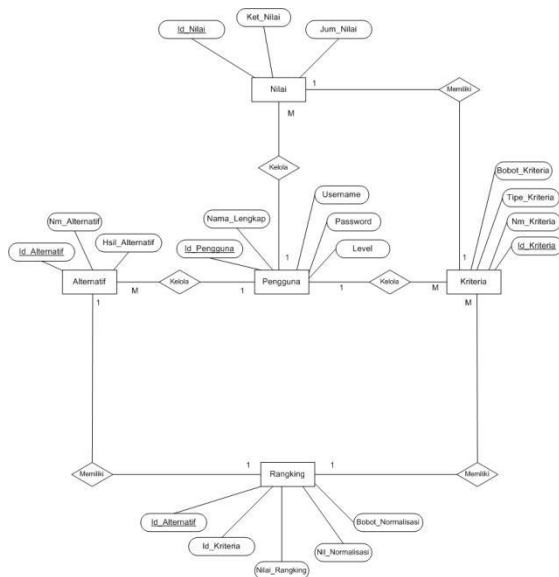 Ket_Nilai
Id_Nilai
Jum_Nilai
Nilai
1
Memiliki
M
Kelola
Bobot_Kriteria
Username
Tipe_Kriteria
Nama_Lengkap
Password
Nm_Alternatif
Nm_Kriteria
Hsil_Alternatif
Id_Alternatif
Id_Pengguna
Level
Id_Kriteria
1
1
Alternatif
Kelola
Pengguna
Kelola
Kriteria
M
1
1
M
1
M
Memiliki
1
Rangking
1
Memiliki
Id_Alternatif
Bobot_Normalisasi
Id_Kriteria
Nil_Normalisasi
Nilai_Rangking